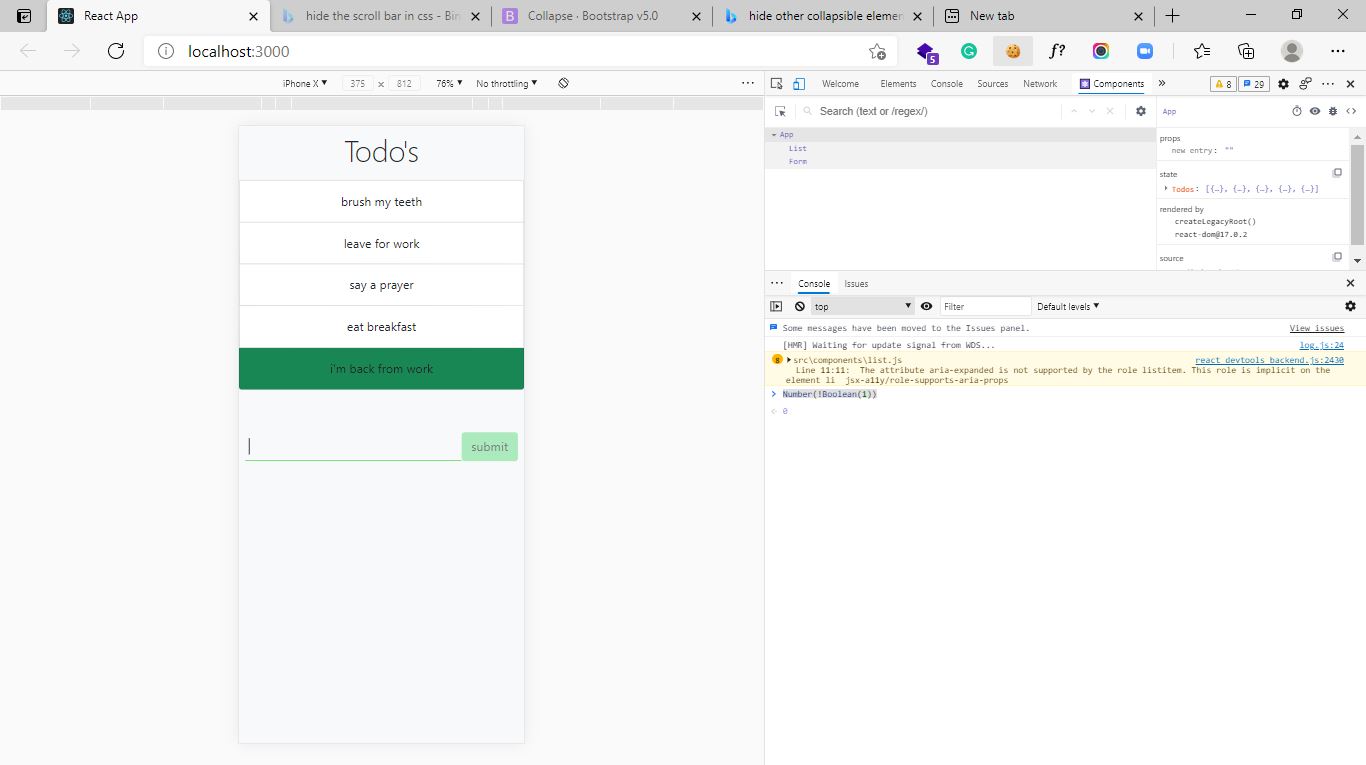 React App
hide the scroll bar in css - Bin
Collapse · Bootstrap v5.0
hide other collapsible elemen
New tab
localhost:3000
5
f?
iPhone X ▼ 375 x 812 76% ▼ No throttling ▼
Welcome Elements Console Sources Network Components » 8 29
Search (text or /regex/)
App
App
List
Form
props
new entry: ""
state
Todos: [{…}, {…}, {…}, {…}, {…}]
rendered by
createLegacyRoot()
react-dom@17.0.2
source
Todo's
brush my teeth
leave for work
say a prayer
eat breakfast
i'm back from work
submit
Console Issues
top ▼ Filter Default levels ▼
Some messages have been moved to the Issues panel. View issues
[HMR] Waiting for update signal from WDS... log.js:24
8 src\components\list.js react_devtools_backend.js:2430
Line 11:11: The attribute aria-expanded is not supported by the role listitem. This role is implicit on the
element li jsx-a11y/role-supports-aria-props
> Number(!Boolean(1))
< 0